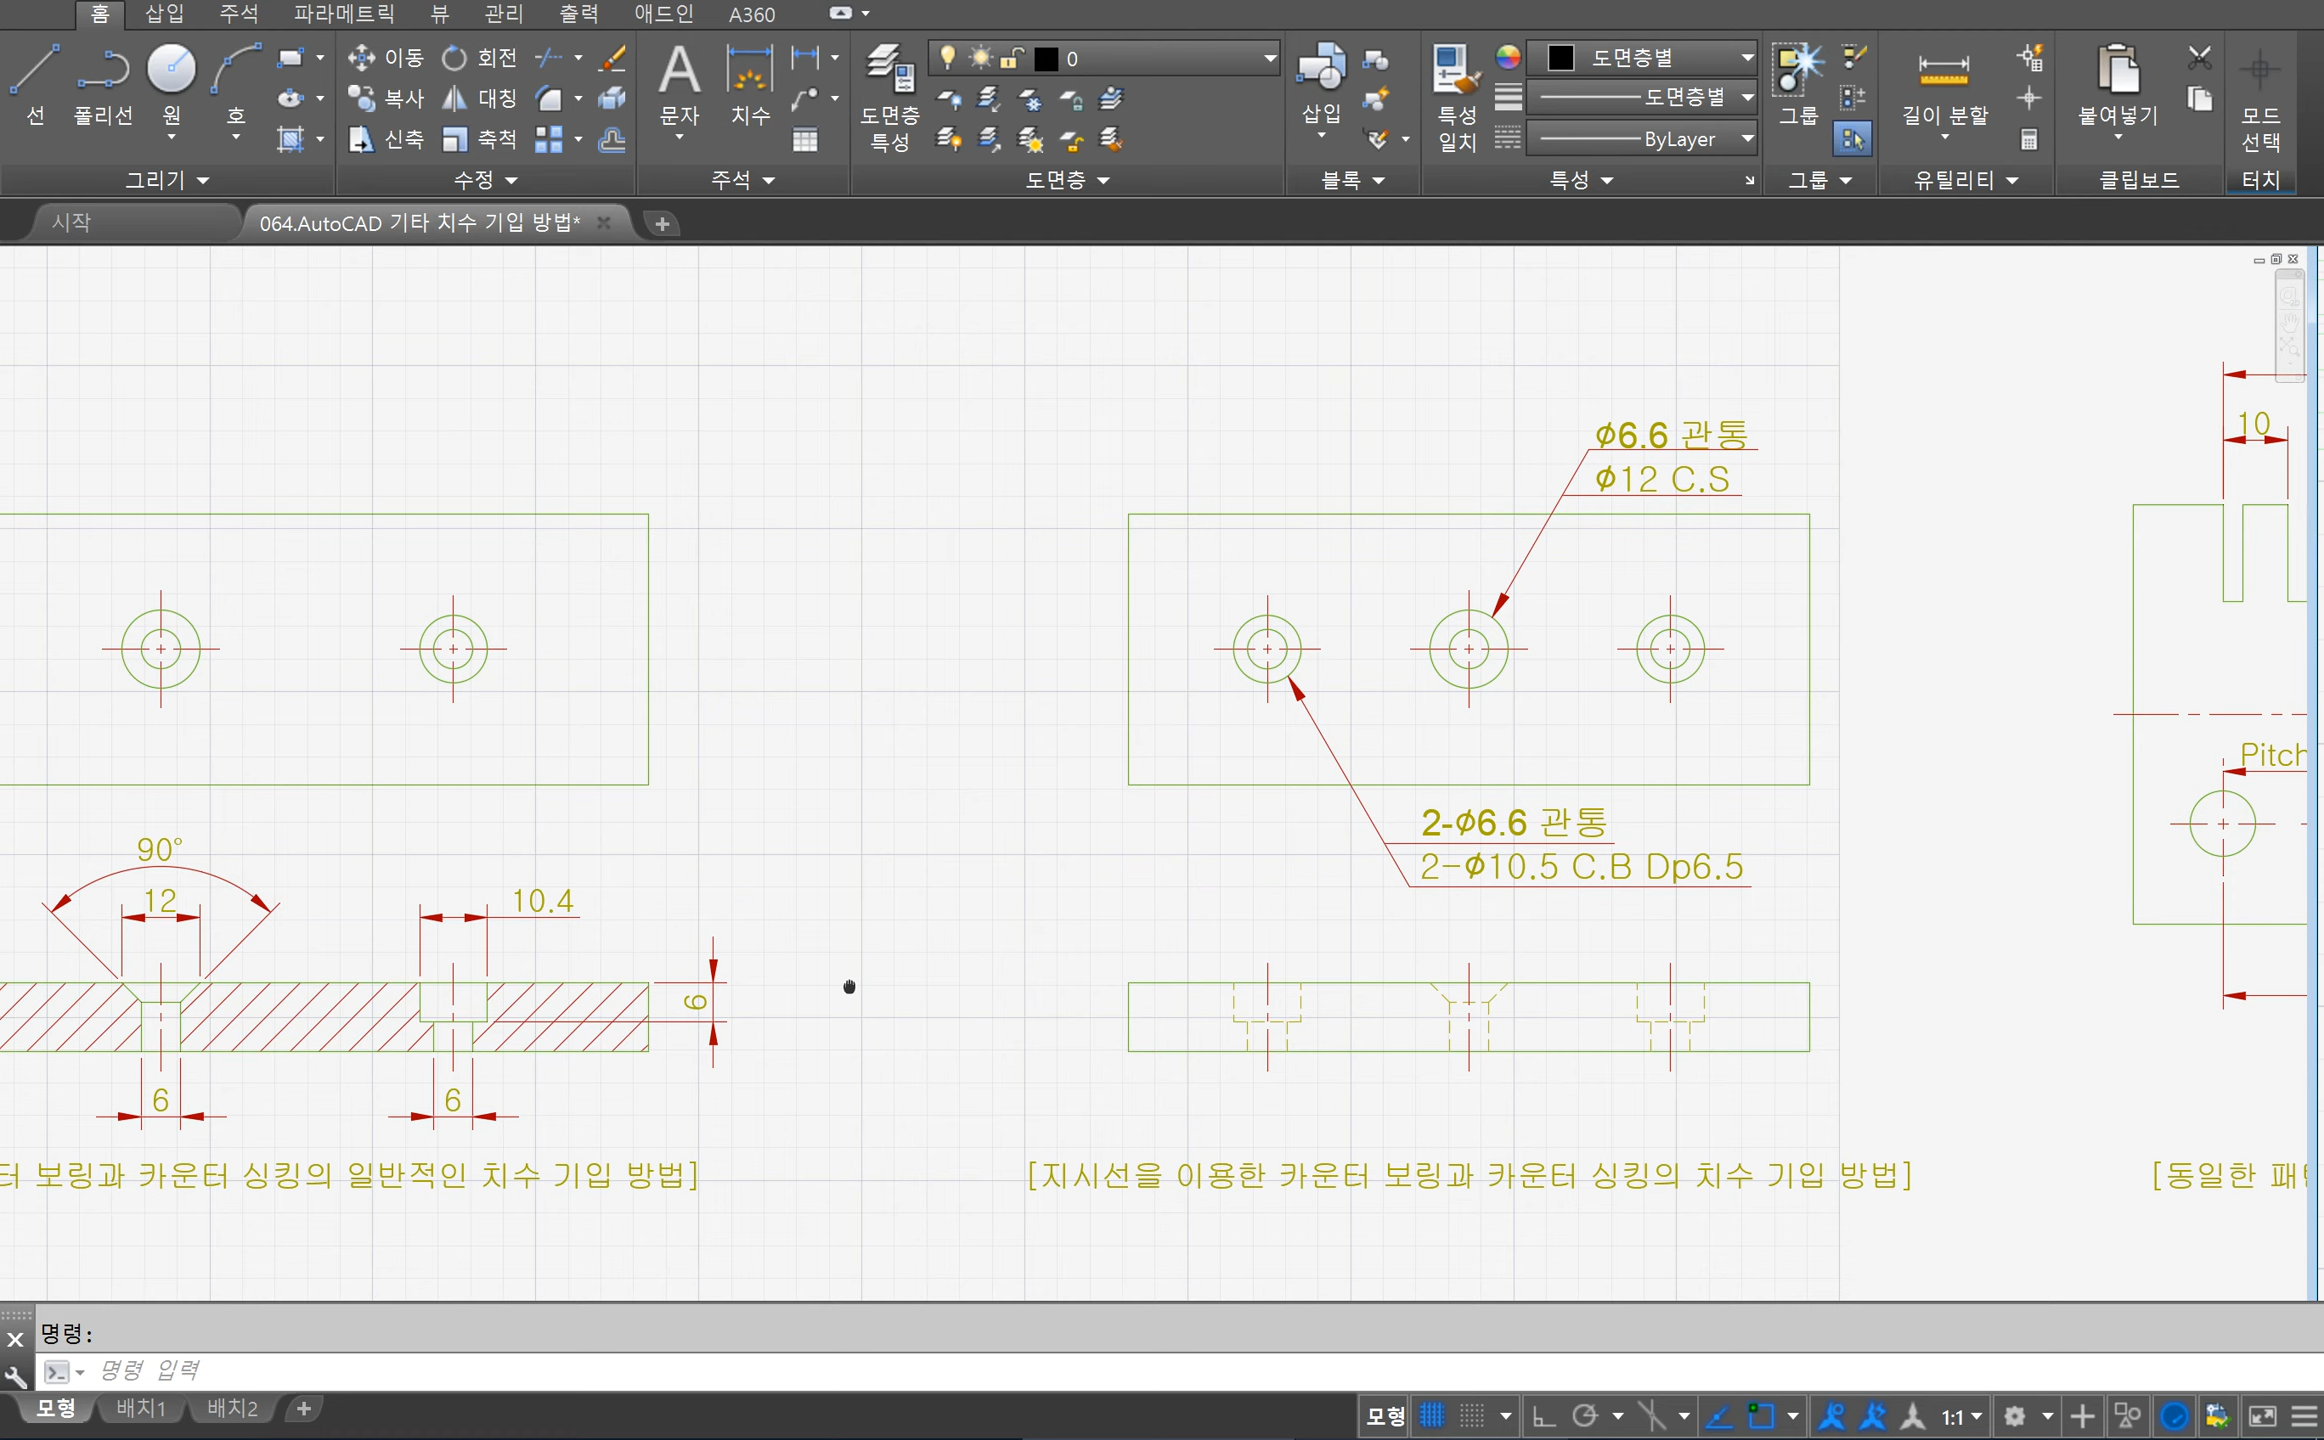 홈 삽입 주석 파라메트릭 뷰 관리 출력 애드인 A360
선 폴리선 원 호
이동 회전
복사 대칭
신축 축척
문자 치수
도면층 특성
0
삽입
특성 일치
도면층별
도면층별
ByLayer
그룹
길이 분할
붙여넣기
모드 선택
그리기 수정 주석 도면층 블록 특성 그룹 유틸리티 클립보드 터치
시작 064.AutoCAD 기타 치수 기입 방법*
10
ϕ6.6 관통
ϕ12 C.S
Pitch
2-ϕ6.6 관통
2-ϕ10.5 C.B Dp6.5
90°
12
10.4
6
6
6
터 보링과 카운터 싱킹의 일반적인 치수 기입 방법]
[지시선을 이용한 카운터 보링과 카운터 싱킹의 치수 기입 방법]
[동일한
명령:
명령 입력
모형 배치1 배치2
모형
1:1